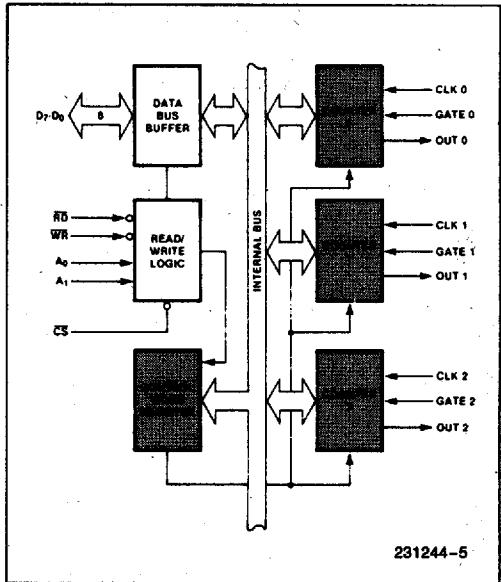 D7-D0
8
DATA
BUS
BUFFER
CLK 0
GATE 0
OUT 0
RD
WR
A0
A1
CS
READ/
WRITE
LOGIC
INTERNAL BUS
CLK 1
GATE 1
OUT 1
CLK 2
GATE 2
OUT 2
231244-5